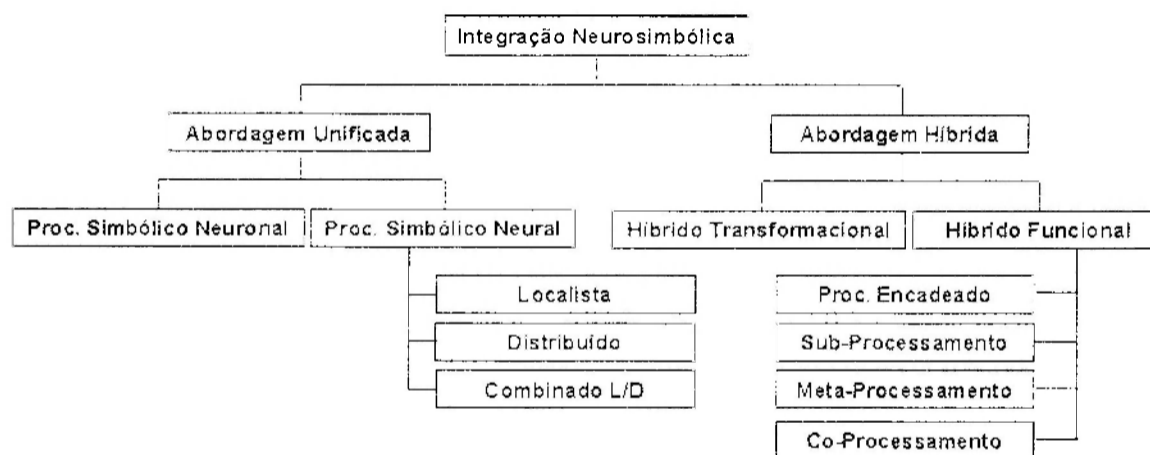 Integração Neurosimbólica
Abordagem Unificada
Abordagem Híbrida
Proc. Simbólico Neuronal
Proc. Simbólico Neural
Híbrido Transformacional
Híbrido Funcional
Localista
Distribuído
Combinado L/D
Proc. Encadeado
Sub-Processamento
Meta-Processamento
Co-Processamento